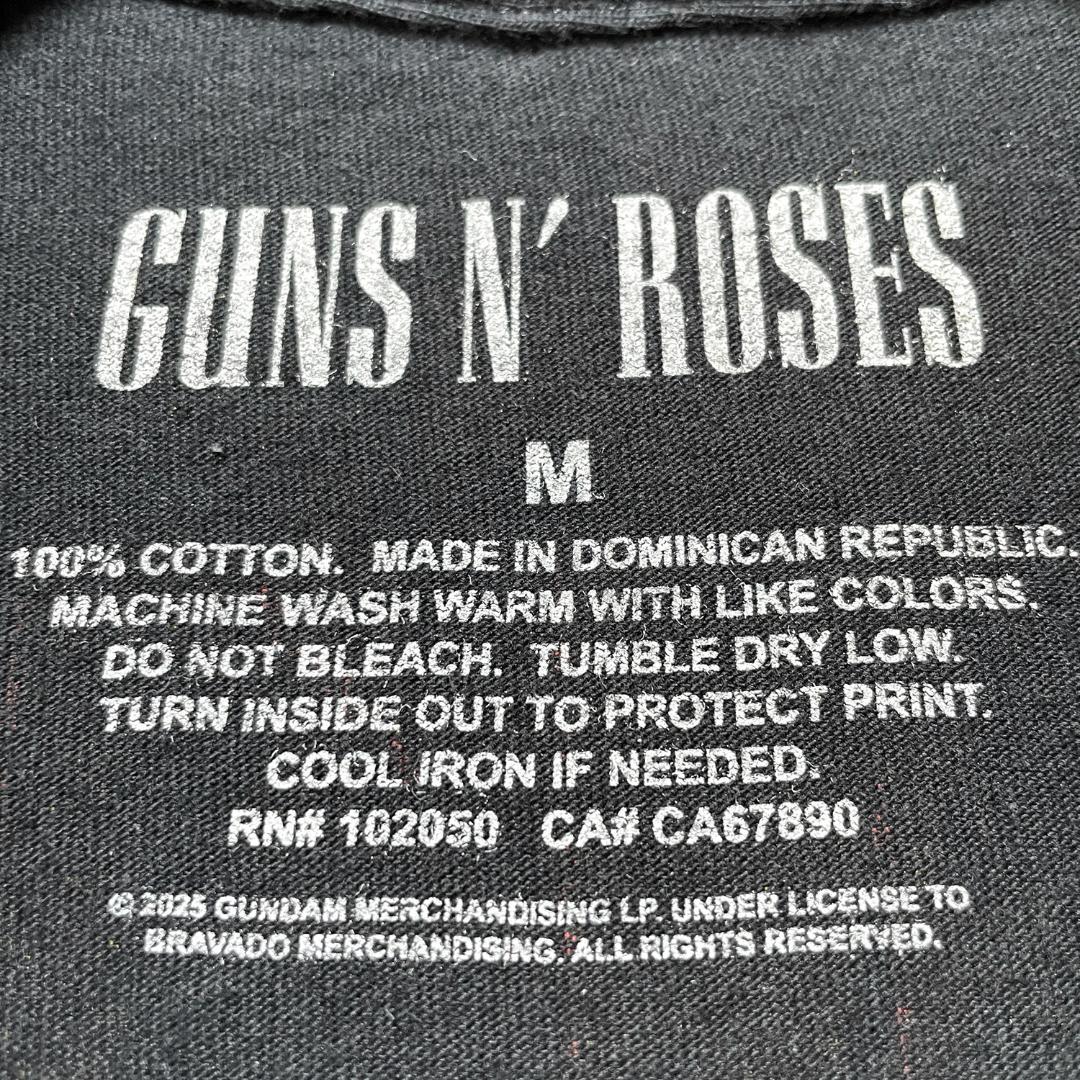 GUNS N' ROSES
M
100% COTTON. MADE IN DOMINICAN REPUBLIC.
MACHINE WASH WARM WITH LIKE COLORS.
DO NOT BLEACH. TUMBLE DRY LOW.
TURN INSIDE OUT TO PROTECT PRINT.
COOL IRON IF NEEDED.
RN# 102050 CA# CA67890
© 2025 GUNDAM MERCHANDISING LP. UNDER LICENSE TO
BRAVADO MERCHANDISING. ALL RIGHTS RESERVED.